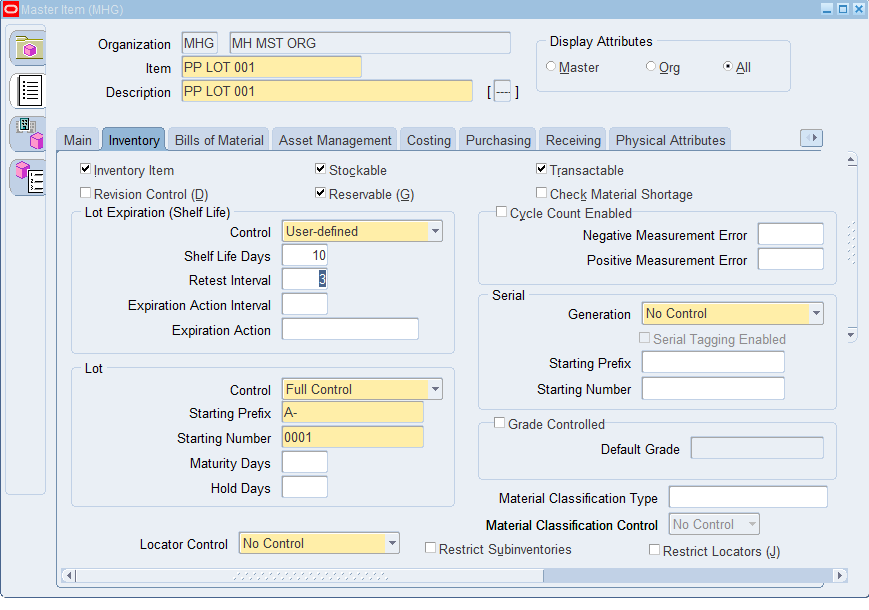 Master Item (MHG)
Organization MHG MH MST ORG
Item PP LOT 001
Description PP LOT 001 [ ---- ]
Display Attributes
Master Org All
Main Inventory Bills of Material Asset Management Costing Purchasing Receiving Physical Attributes
Inventory Item Stockable Transactable
Revision Control (D) Reservable (G) Check Material Shortage
Lot Expiration (Shelf Life)
Control User-defined
Shelf Life Days 10
Retest Interval 3
Expiration Action Interval
Expiration Action
Cycle Count Enabled
Negative Measurement Error
Positive Measurement Error
Serial
Generation No Control
Serial Tagging Enabled
Starting Prefix
Starting Number
Lot
Control Full Control
Starting Prefix A-
Starting Number 0001
Maturity Days
Hold Days
Grade Controlled
Default Grade
Material Classification Type
Material Classification Control No Control
Locator Control No Control Restrict Subinventories Restrict Locators (J)